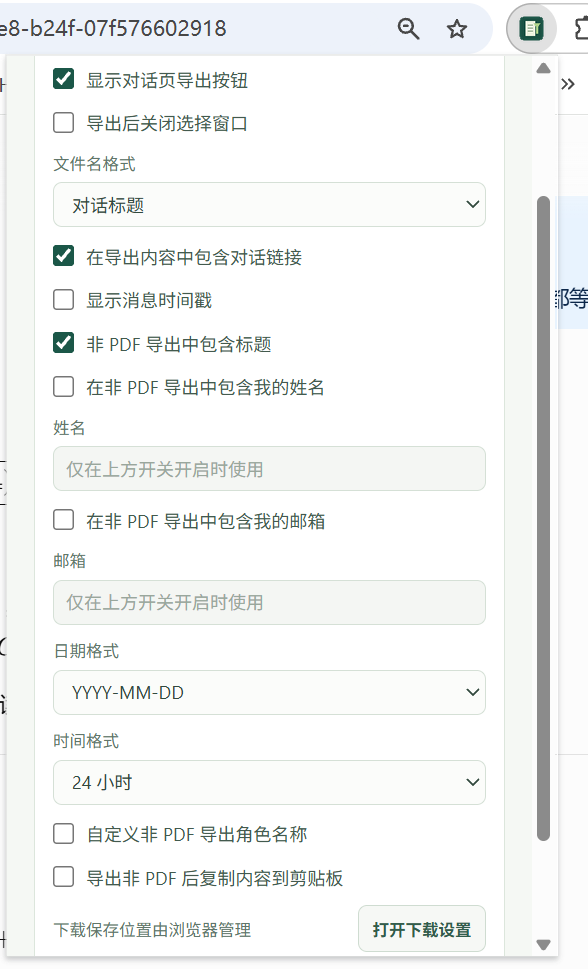 e8-b24f-07f576602918
显示对话页导出按钮
导出后关闭选择窗口
文件名格式
对话标题
在导出内容中包含对话链接
显示消息时间戳
都等
非 PDF 导出中包含标题
在非 PDF 导出中包含我的姓名
姓名
仅在上方开关开启时使用
在非 PDF 导出中包含我的邮箱
邮箱
仅在上方开关开启时使用
日期格式
YYYY-MM-DD
时间格式
24 小时
自定义非 PDF 导出角色名称
导出非 PDF 后复制内容到剪贴板
下载保存位置由浏览器管理
打开下载设置